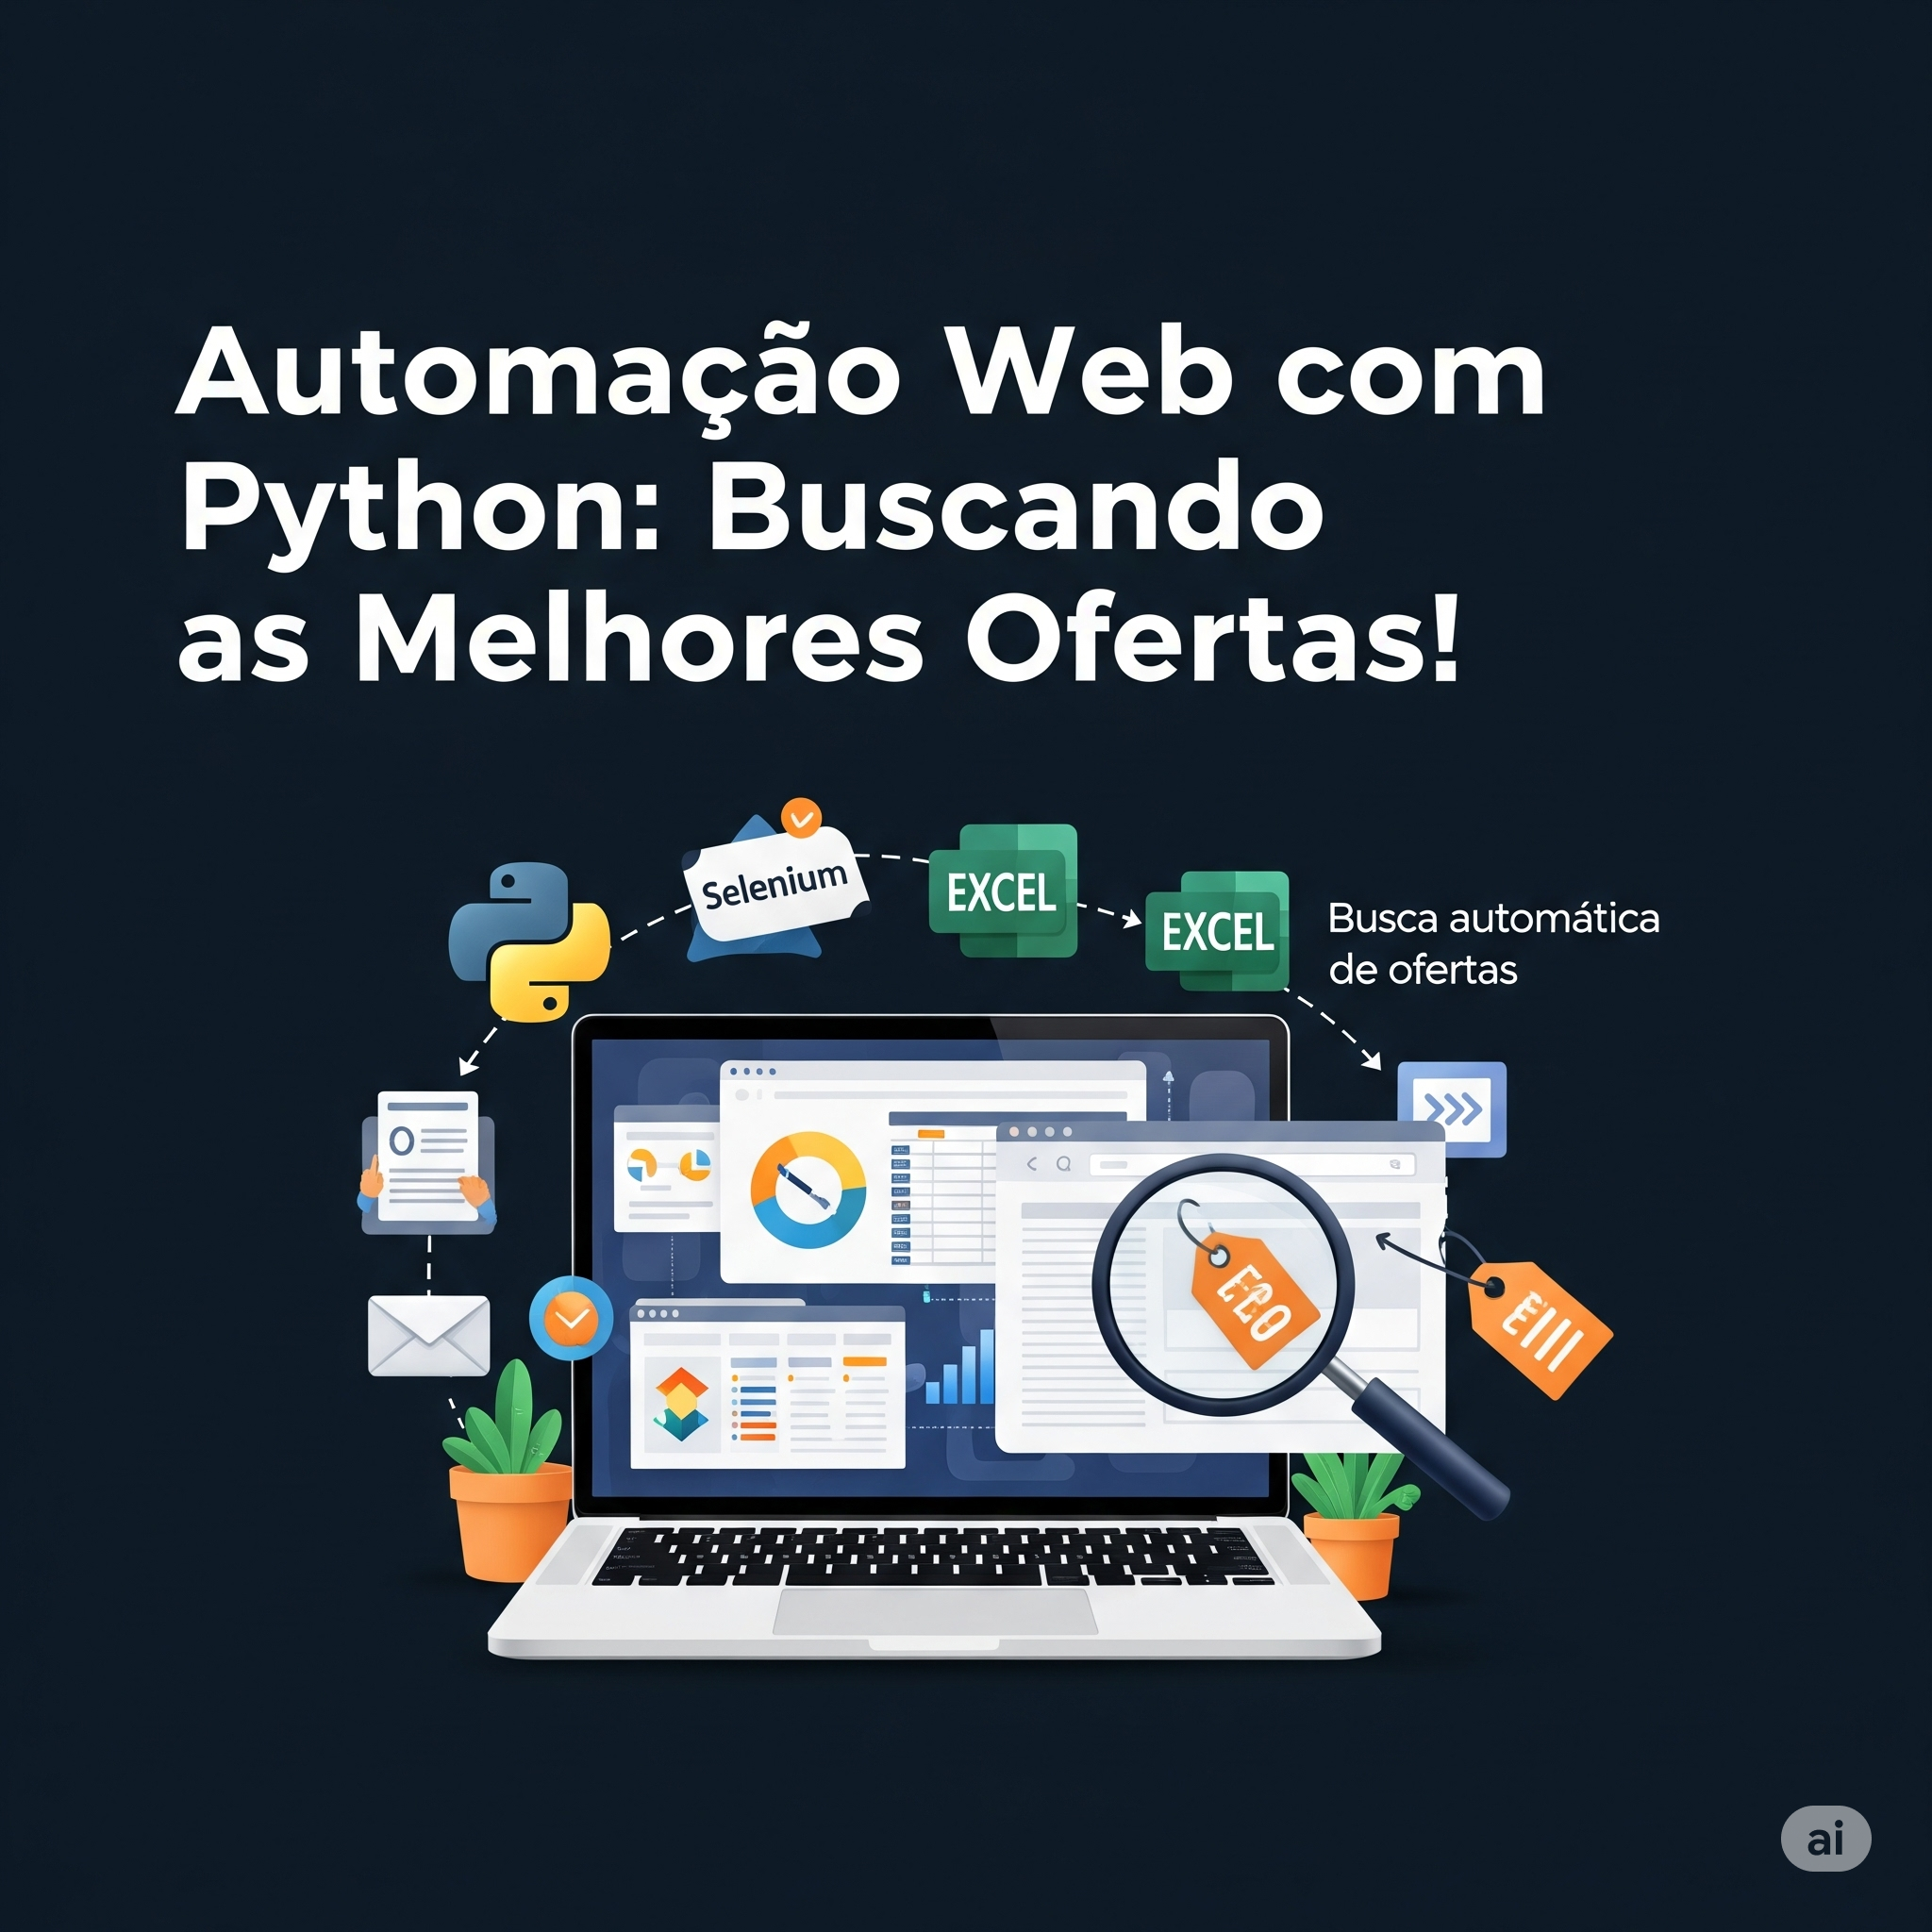 Automação Web com
Python: Buscando
as Melhores Ofertas!
Selenium
EXCEL
EXCEL
Busca automática
de ofertas
ai